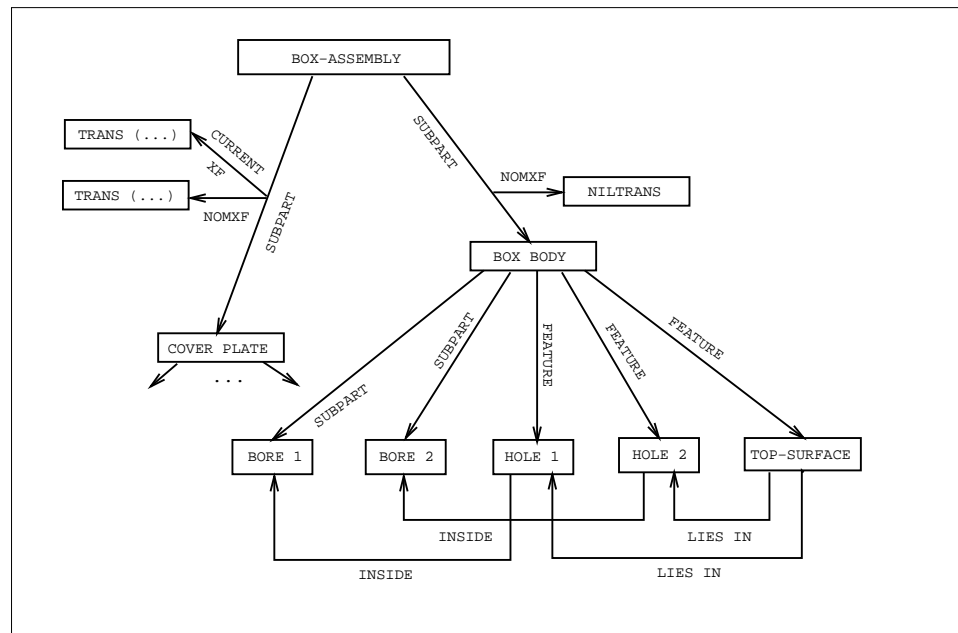 BOX-ASSEMBLY
TRANS (...)
CURRENT
XF
SUBPART
TRANS (...)
NOMXF
SUBPART
NOMXF
NILTRANS
BOX BODY
COVER PLATE
...
SUBPART
SUBPART
FEATURE
FEATURE
FEATURE
BORE 1
BORE 2
HOLE 1
HOLE 2
TOP-SURFACE
INSIDE
LIES IN
INSIDE
LIES IN